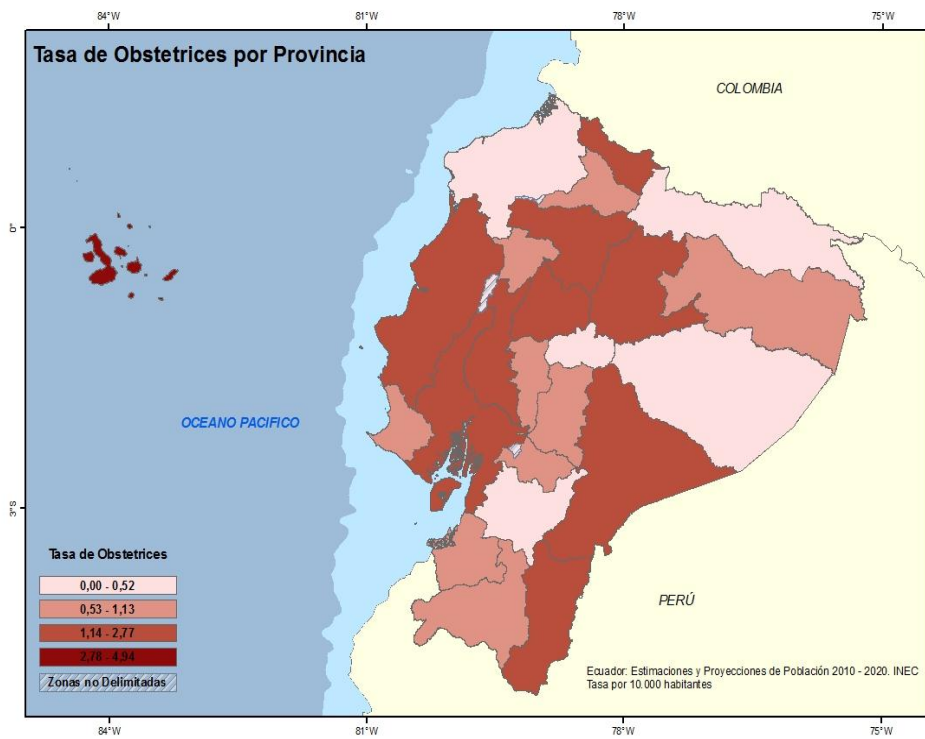 84°W
81°W
78°W
75°W
Tasa de Obstetrices por Provincia
COLOMBIA
0°
OCEANO PACIFICO
3°S
PERÚ
Tasa de Obstetrices
0,00 - 0,52
0,53 - 1,13
1,14 - 2,77
2,78 - 4,94
Zonas no Delimitadas
Ecuador: Estimaciones y Proyecciones de Población 2010 - 2020. INEC
Tasa por 10.000 habitantes
84°W
81°W
78°W
75°W